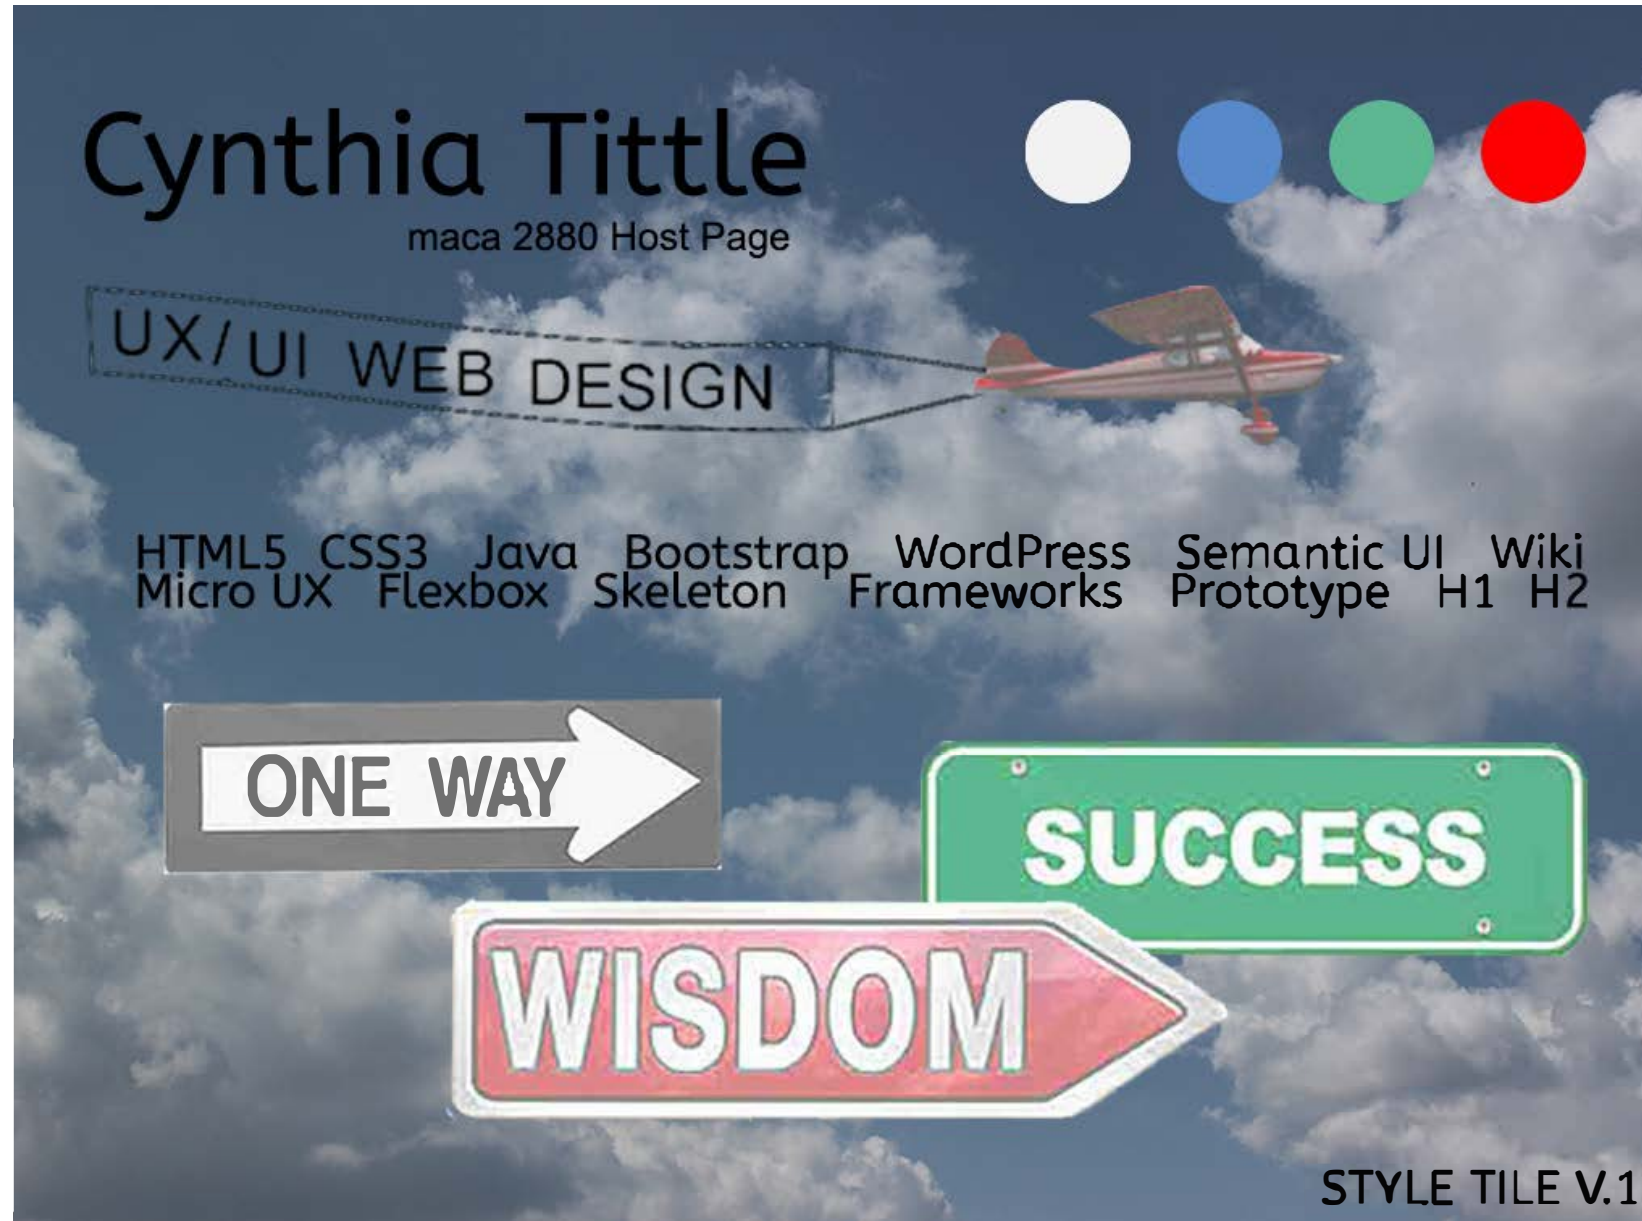 Cynthia Tittle
maca 2880 Host Page
UX/UI WEB DESIGN
HTML5 CSS3 Java Bootstrap WordPress Semantic UI Wiki
Micro UX Flexbox Skeleton Frameworks Prototype H1 H2
ONE WAY
SUCCESS
WISDOM
STYLE TILE V.1